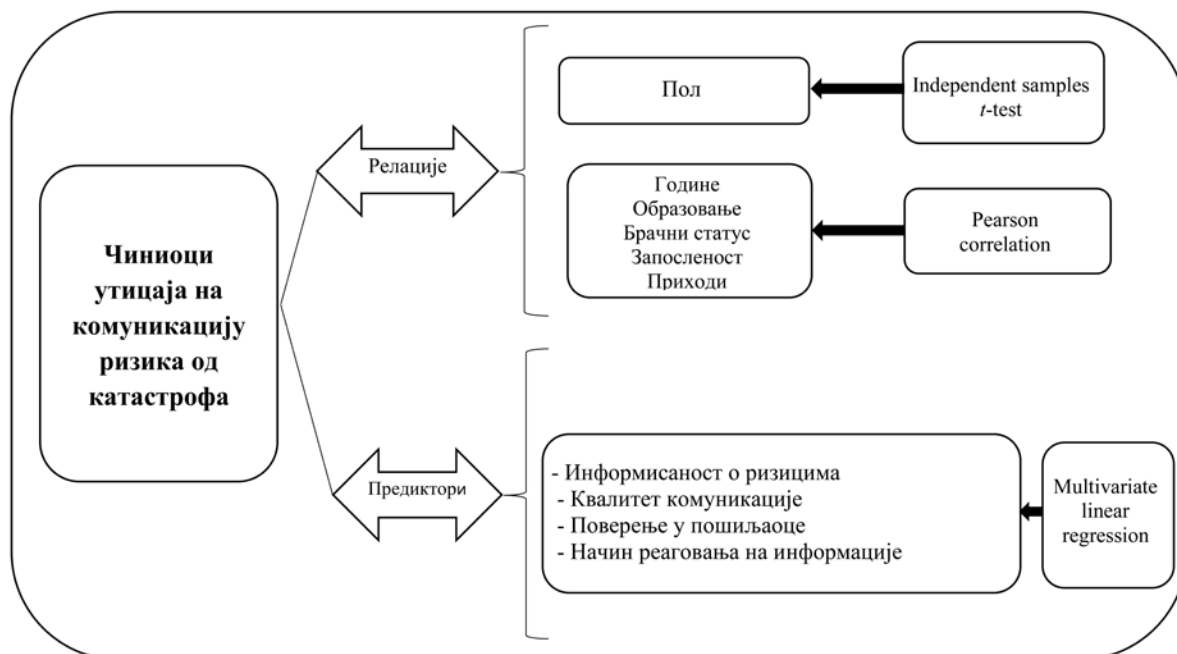 Чиниоци
утицаја на
комуникацију
ризика од
катастрофа
Релације
Пол
Independent samples
t-test
Године
Образовање
Брачни статус
Запосленост
Приходи
Pearson
correlation
Предиктори
- Информисаност о ризицима
- Квалитет комуникације
- Поверење у пошиљаоце
- Начин реаговања на информације
Multivariate
linear
regression